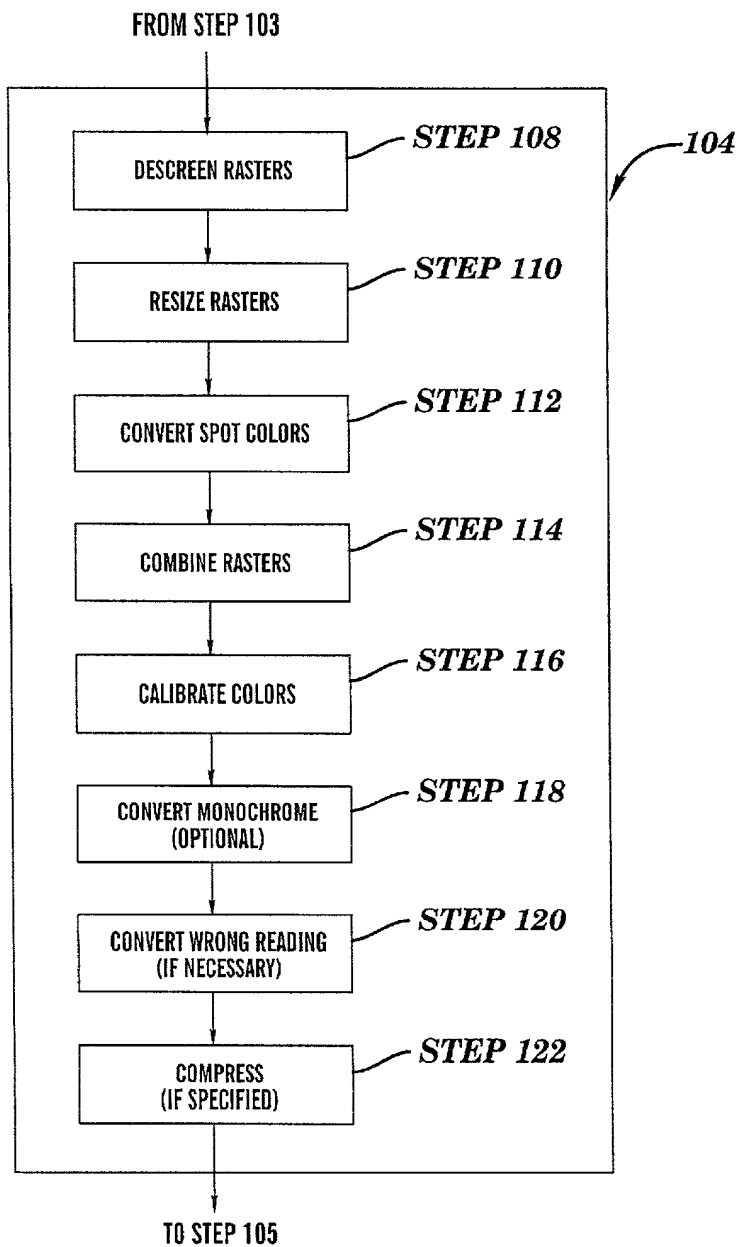 FROM STEP 103
DESCREEN RASTERS
STEP 108
104
RESIZE RASTERS
STEP 110
CONVERT SPOT COLORS
STEP 112
COMBINE RASTERS
STEP 114
CALIBRATE COLORS
STEP 116
CONVERT MONOCHROME
(OPTIONAL)
STEP 118
CONVERT WRONG READING
(IF NECESSARY)
STEP 120
COMPRESS
(IF SPECIFIED)
STEP 122
TO STEP 105